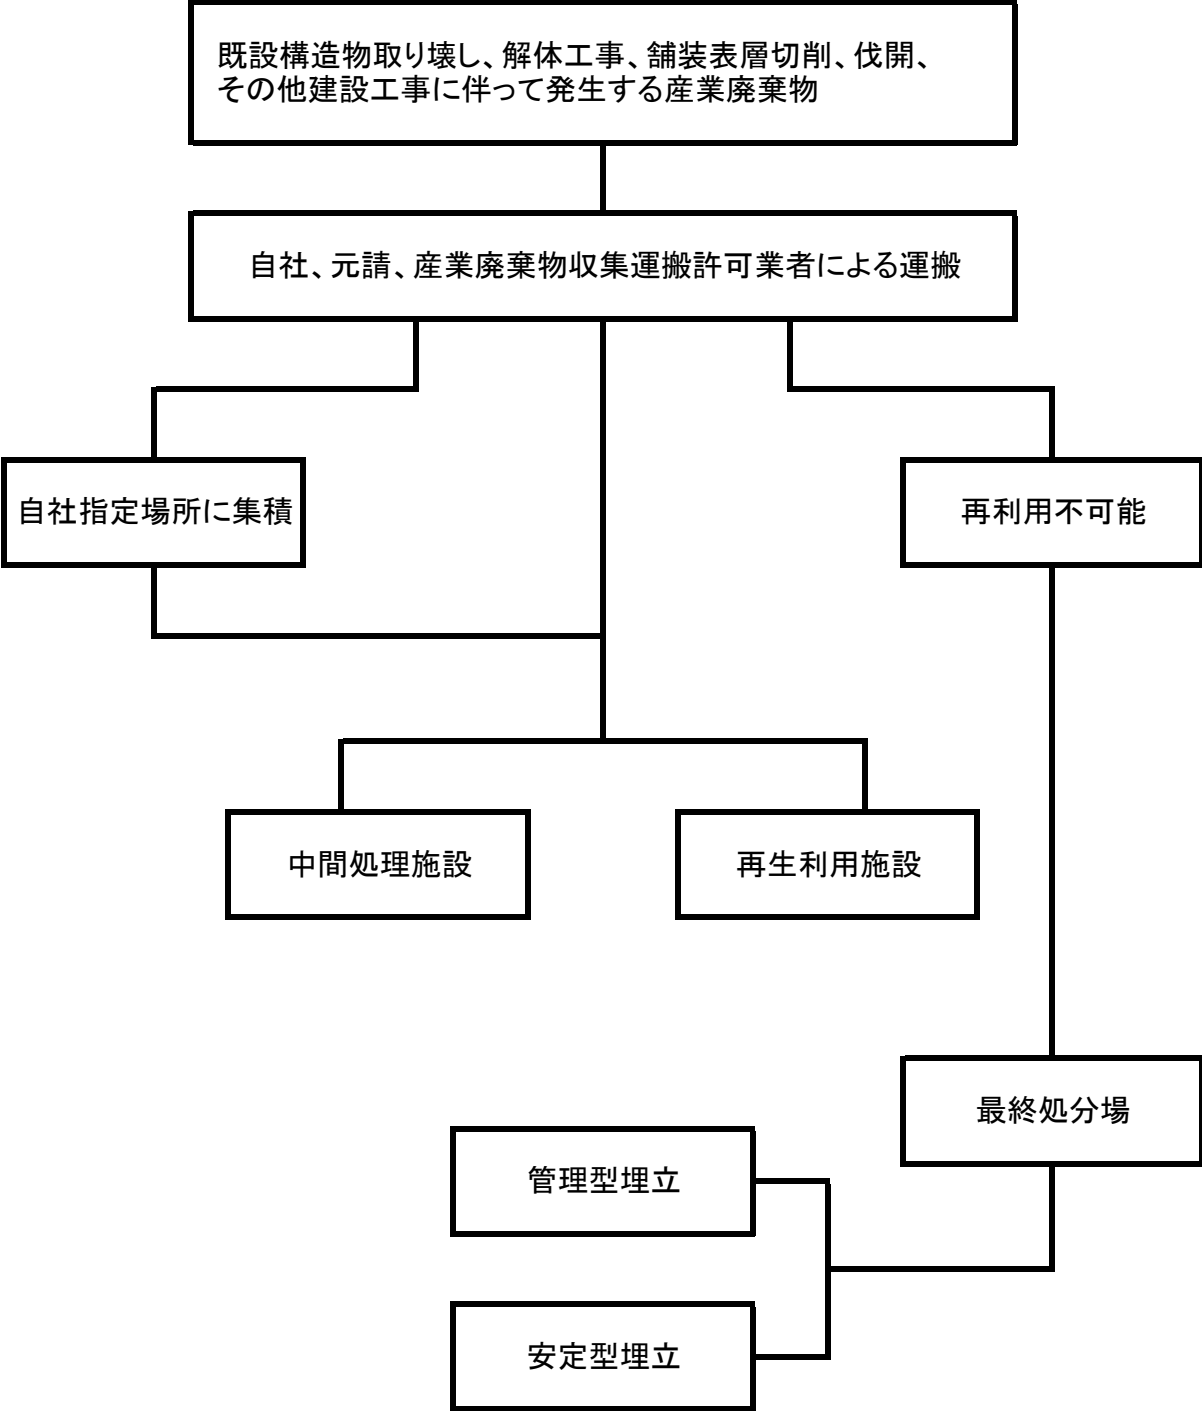 既設構造物取り壊し、解体工事、舗装表層切削、伐開、
その他建設工事に伴って発生する産業廃棄物
自社、元請、産業廃棄物収集運搬許可業者による運搬
自社指定場所に集積
再利用不可能
中間処理施設
再生利用施設
最終処分場
管理型埋立
安定型埋立